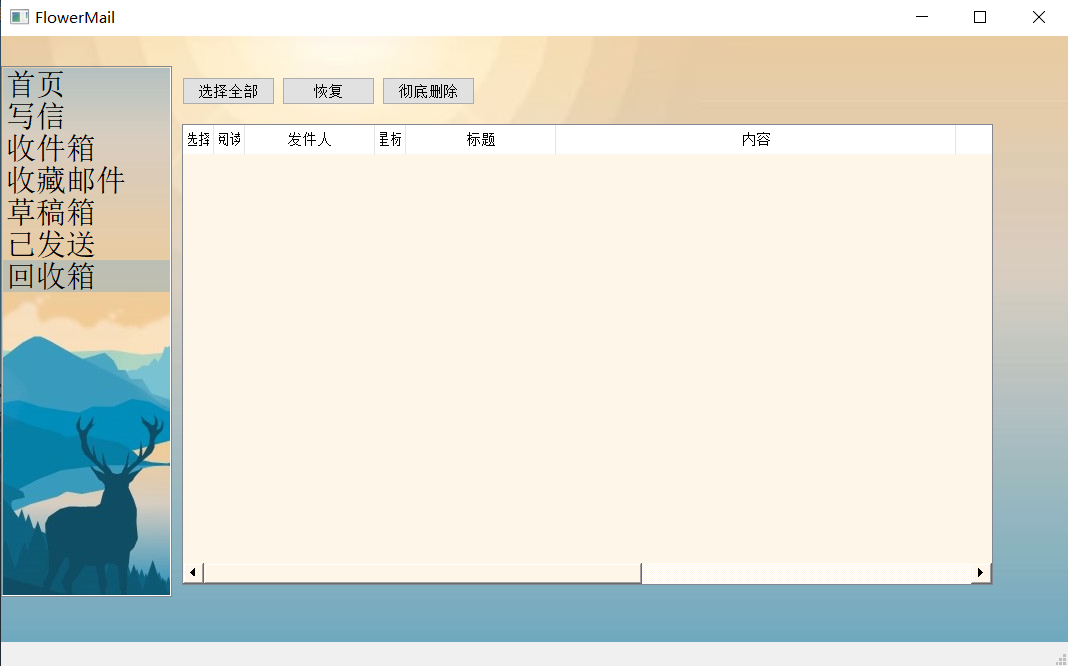 FlowerMail
首页
写信
收件箱
收藏邮件
草稿箱
已发送
回收箱
选择全部 恢复 彻底删除
选择 阅读 发件人 星标 标题 内容